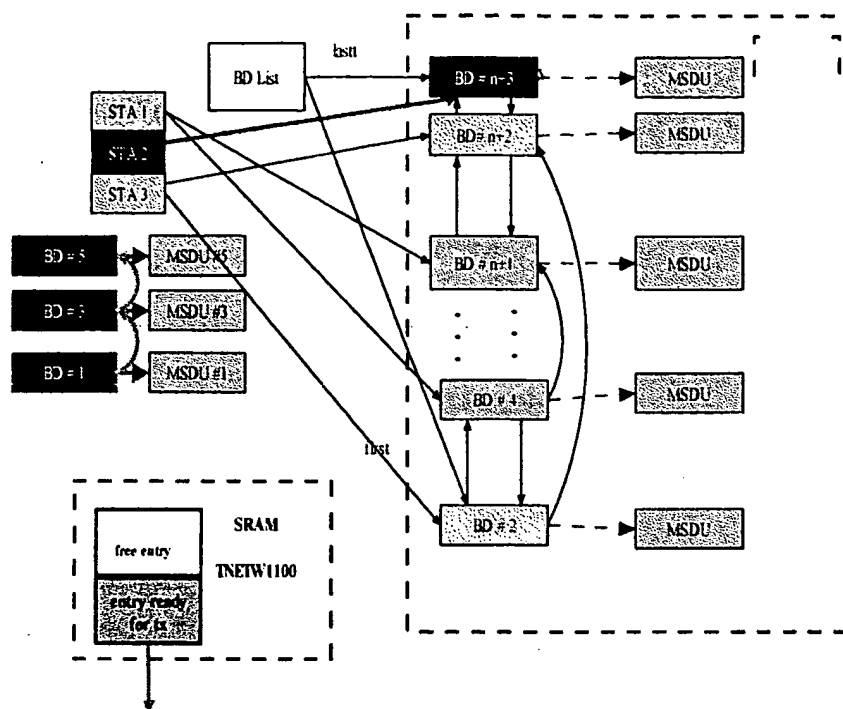 BD List
lastt
BD = n+3
MSDU
STA 1
STA 2
STA 3
BD# n+2
MSDU
BD # n+1
MSDU
BD = 5
MSDU #5
BD = 3
MSDU #3
BD = 1
MSDU #1
BD # 4
MSDU
first
BD # 2
MSDU
SRAM
TNETW1100
free entry
entry ready
for tx